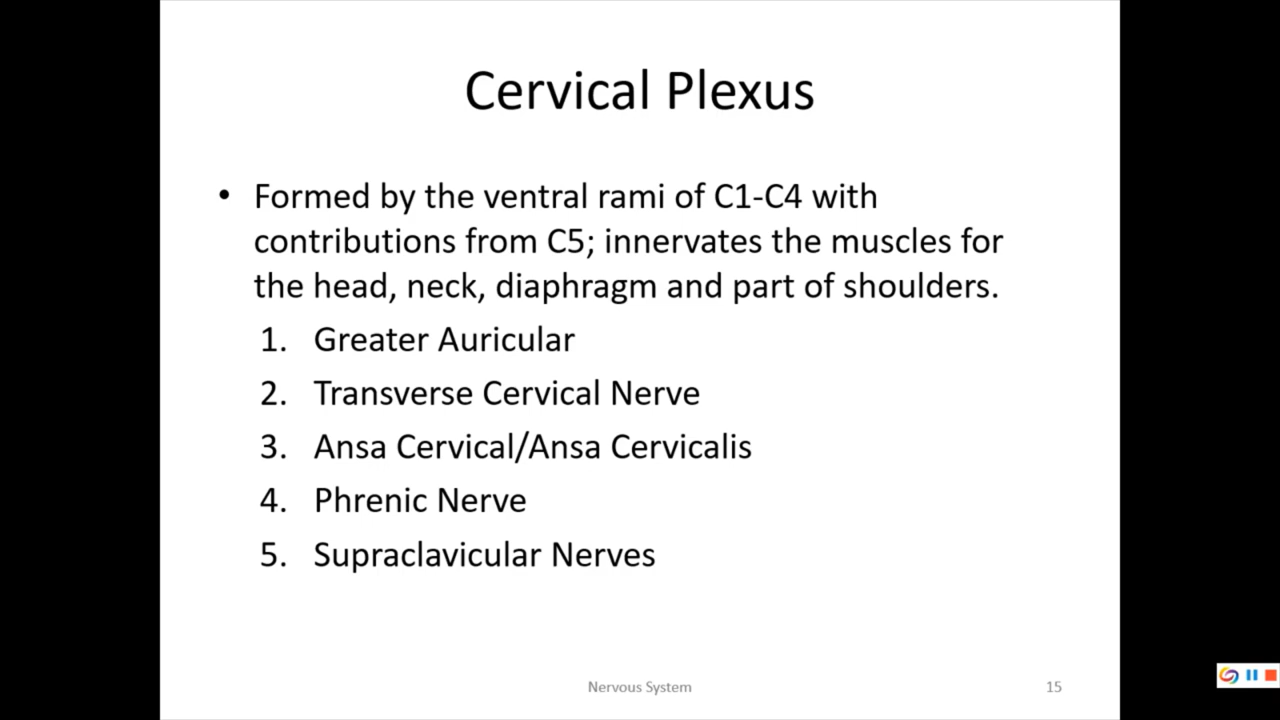 Cervical Plexus
• Formed by the ventral rami of C1-C4 with
contributions from C5; innervates the muscles for
the head, neck, diaphragm and part of shoulders.
1. Greater Auricular
2. Transverse Cervical Nerve
3. Ansa Cervical/Ansa Cervicalis
4. Phrenic Nerve
5. Supraclavicular Nerves
Nervous System
15